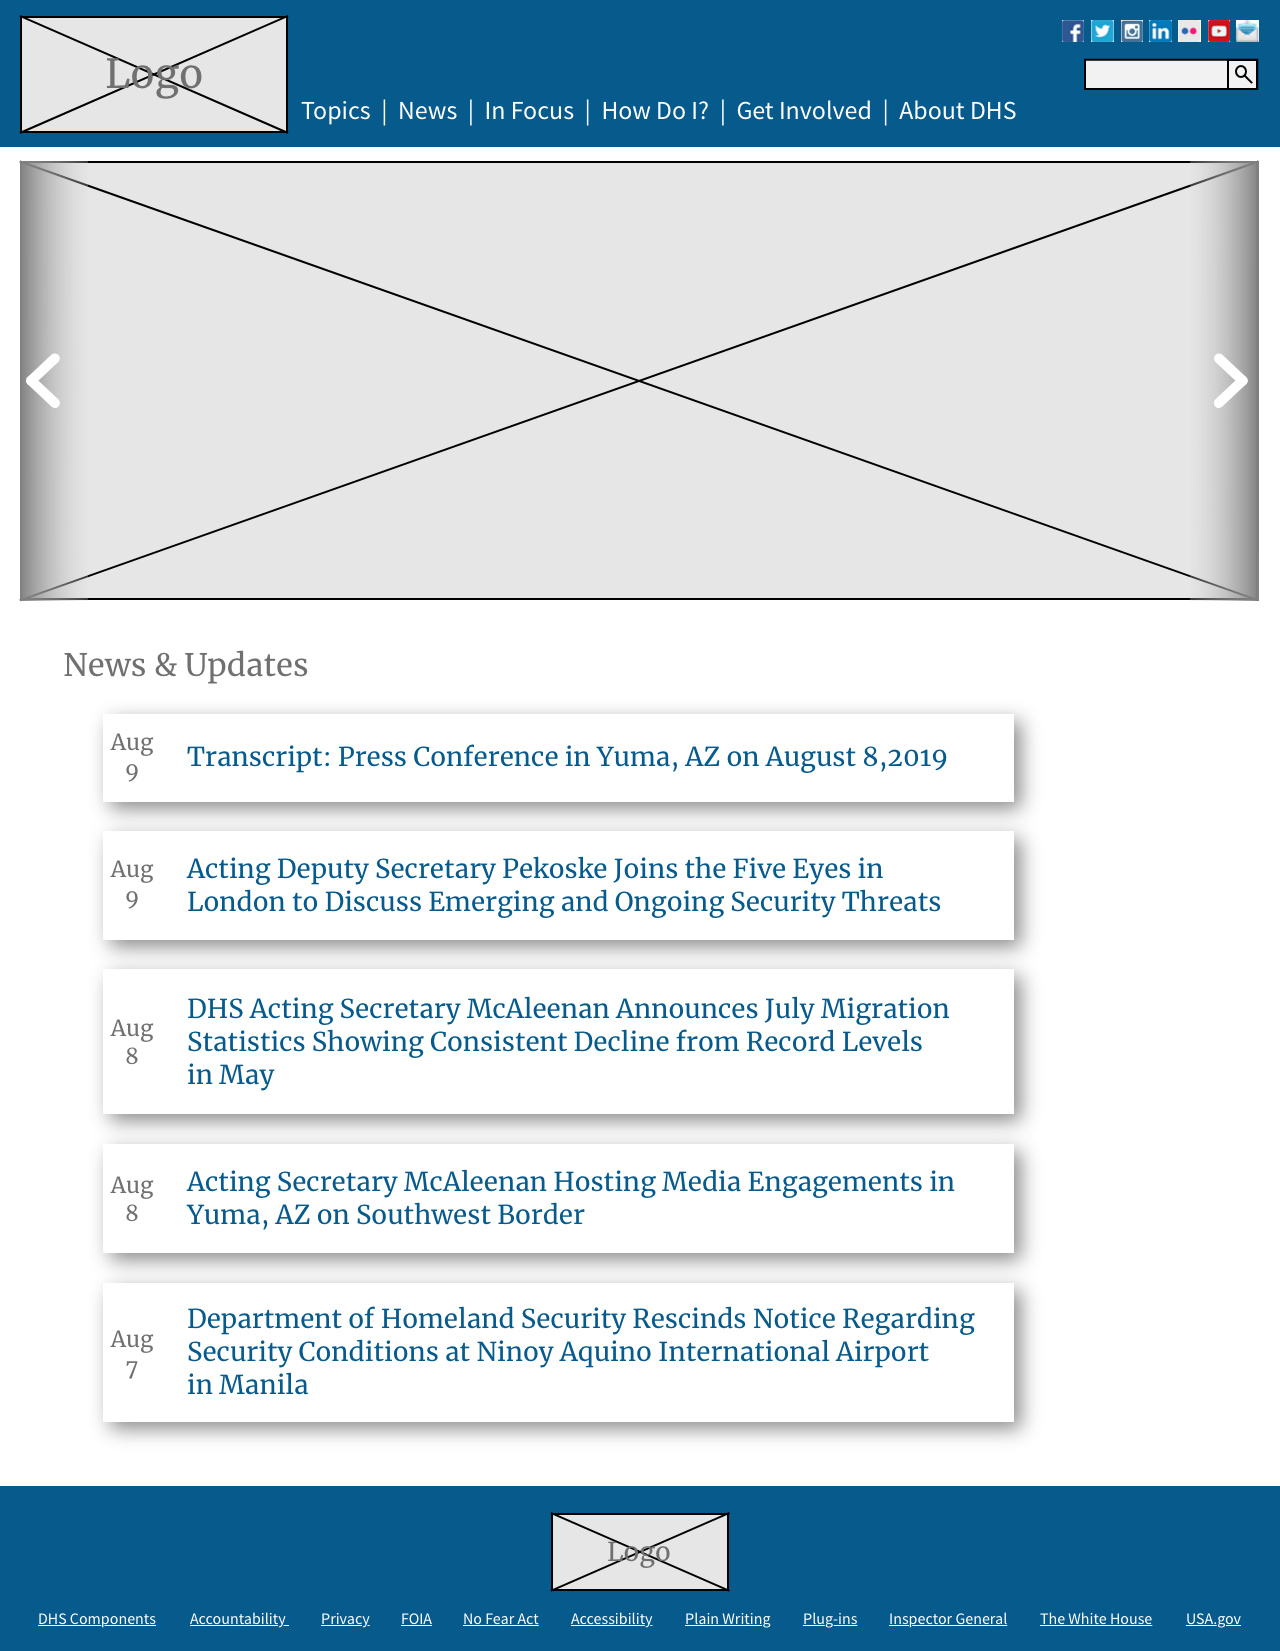 Logo
Topics | News | In Focus | How Do I? | Get Involved | About DHS
News & Updates
Aug
9
Transcript: Press Conference in Yuma, AZ on August 8,2019
Aug
9
Acting Deputy Secretary Pekoske Joins the Five Eyes in
London to Discuss Emerging and Ongoing Security Threats
Aug
8
DHS Acting Secretary McAleenan Announces July Migration
Statistics Showing Consistent Decline from Record Levels
in May
Aug
8
Acting Secretary McAleenan Hosting Media Engagements in
Yuma, AZ on Southwest Border
Aug
7
Department of Homeland Security Rescinds Notice Regarding
Security Conditions at Ninoy Aquino International Airport
in Manila
Logo
DHS Components Accountability Privacy FOIA No Fear Act Accessibility Plain Writing Plug-ins Inspector General The White House USA.gov